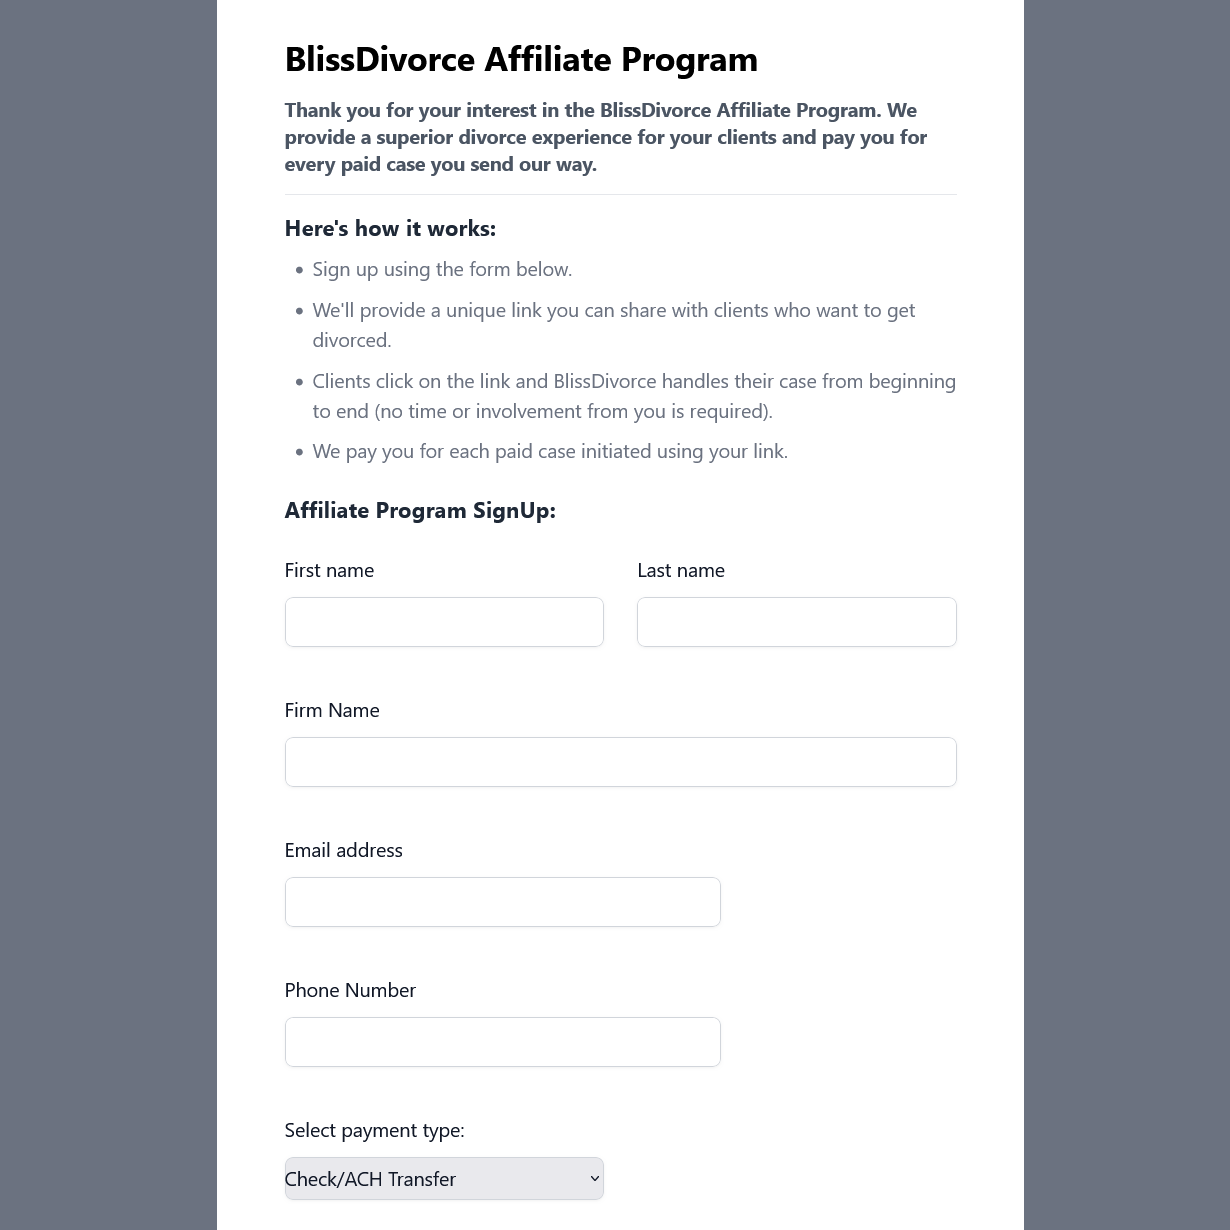 BlissDivorce Affiliate Program
Thank you for your interest in the BlissDivorce Affiliate Program. We
provide a superior divorce experience for your clients and pay you for
every paid case you send our way.
Here's how it works:
• Sign up using the form below.
• We'll provide a unique link you can share with clients who want to get
divorced.
• Clients click on the link and BlissDivorce handles their case from beginning
to end (no time or involvement from you is required).
• We pay you for each paid case initiated using your link.
Affiliate Program SignUp:
First name Last name
Firm Name
Email address
Phone Number
Select payment type:
Check/ACH Transfer